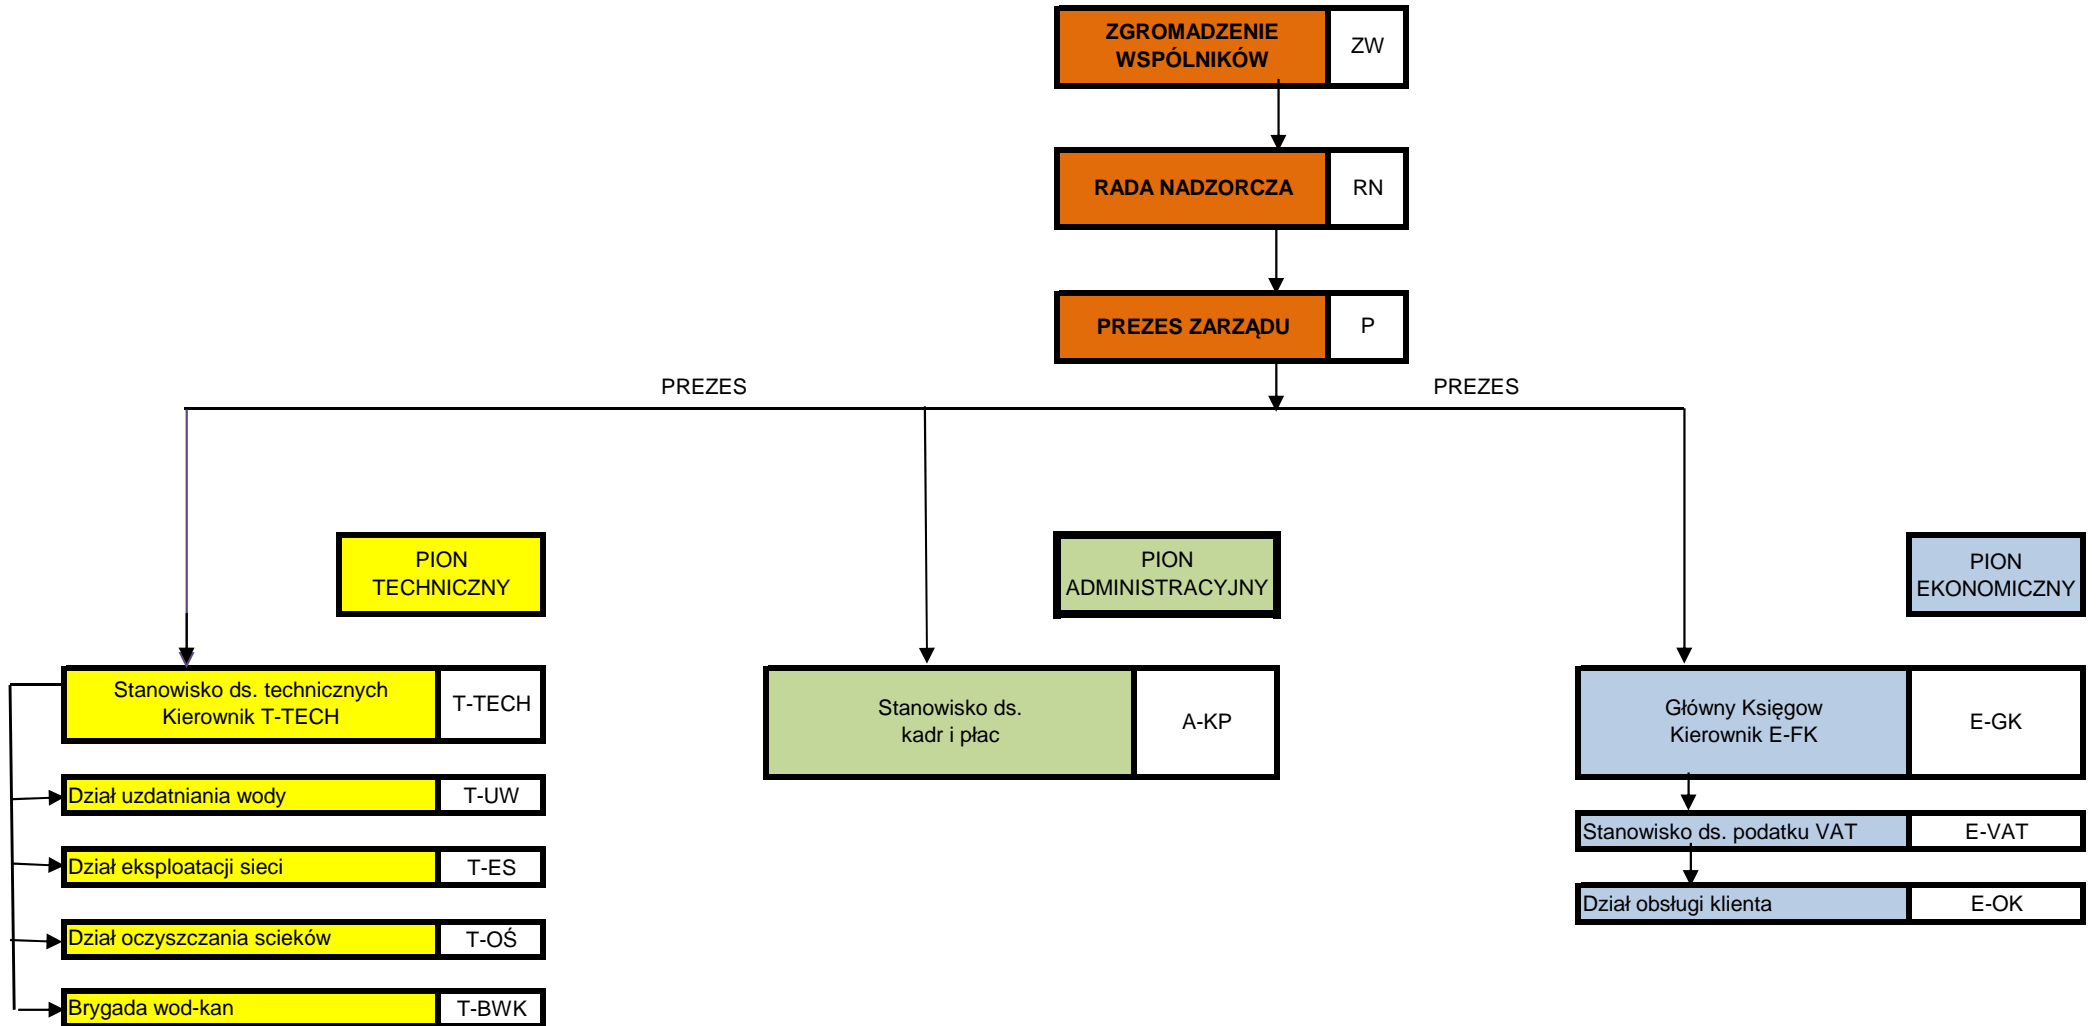 ZGROMADZENIE
WSPÓLNIKÓW
ZW
RADA NADZORCZA
RN
PREZES ZARZĄDU
P
PREZES
PREZES
PION
TECHNICZNY
PION
ADMINISTRACYJNY
PION
EKONOMICZNY
Stanowisko ds. technicznych
Kierownik T-TECH
T-TECH
Stanowisko ds.
kadr i płac
A-KP
Główny Księgow
Kierownik E-FK
E-GK
Dział uzdatniania wody
T-UW
Stanowisko ds. podatku VAT
E-VAT
Dział eksploatacji sieci
T-ES
Dział obsługi klienta
E-OK
Dział oczyszczania scieków
T-OŚ
Brygada wod-kan
T-BWK